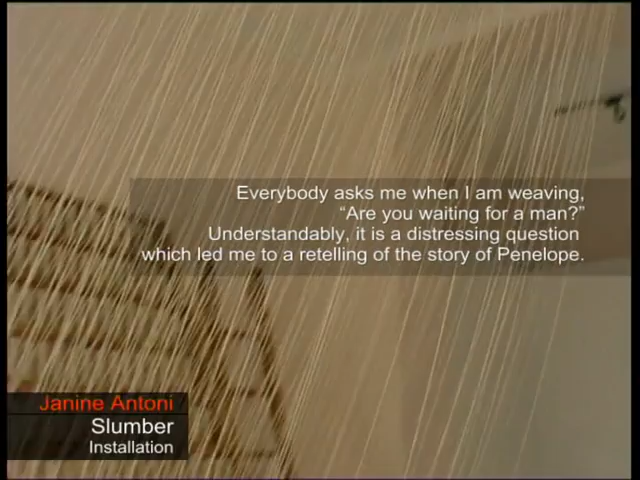 Everybody asks me when I am weaving,
“Are you waiting for a man?”
Understandably, it is a distressing question
which led me to a retelling of the story of Penelope.
Janine Antoni
Slumber
Installation